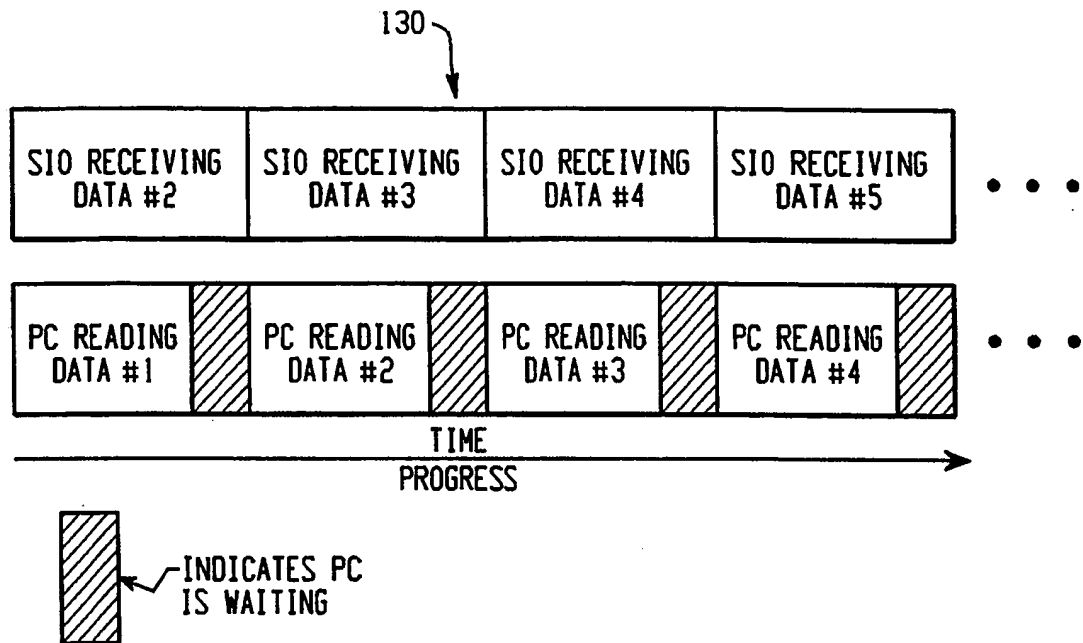 130
SIO RECEIVING
DATA #2
SIO RECEIVING
DATA #3
SIO RECEIVING
DATA #4
SIO RECEIVING
DATA #5
PC READING
DATA #1
PC READING
DATA #2
PC READING
DATA #3
PC READING
DATA #4
TIME
PROGRESS
INDICATES PC
IS WAITING